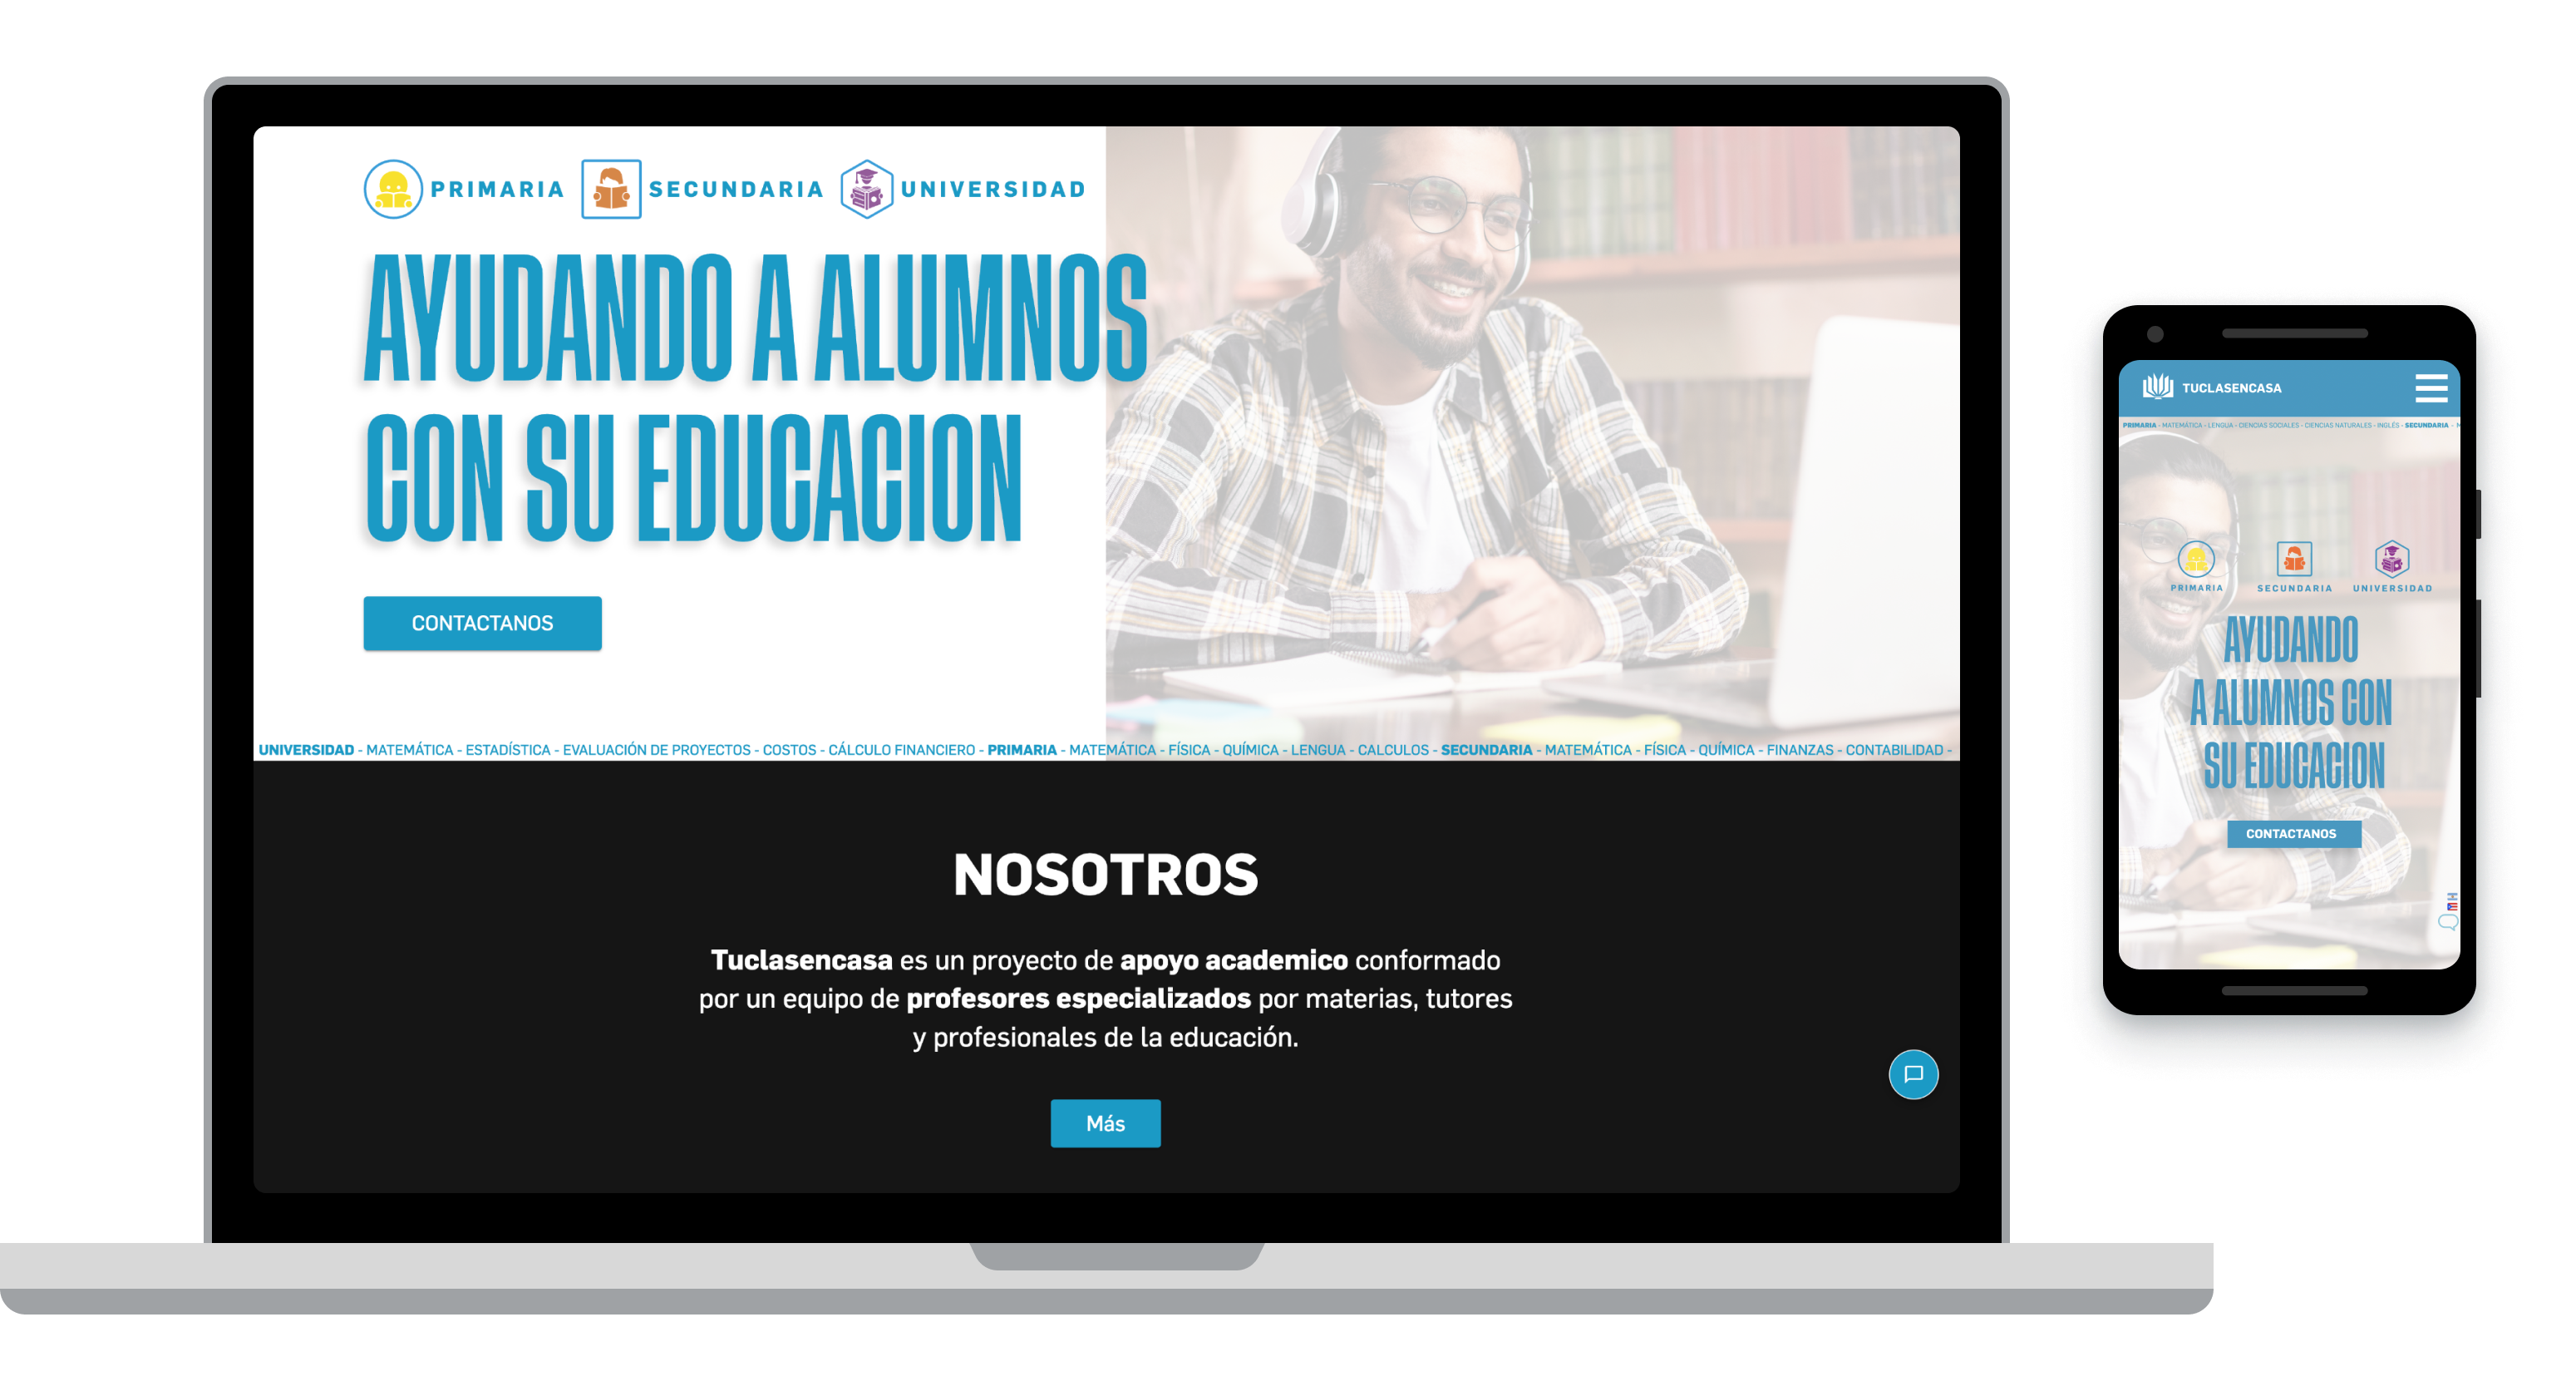 PRIMARIA SECUNDARIA UNIVERSIDAD
AYUDANDO A ALUMNOS
CON SU EDUCACION
CONTACTANOS
UNIVERSIDAD - MATEMÁTICA - ESTADÍSTICA - EVALUACIÓN DE PROYECTOS - COSTOS - CÁLCULO FINANCIERO - PRIMARIA - MATEMÁTICA - FÍSICA - QUÍMICA - LENGUA - CALCULOS - SECUNDARIA - MATEMÁTICA - FÍSICA - QUÍMICA - FINANZAS - CONTABILIDAD -
NOSOTROS
Tuclasencasa es un proyecto de apoyo academico conformado
por un equipo de profesores especializados por materias, tutores
y profesionales de la educación.
Más
TUCLASENCASA
PRIMARIA - MATEMÁTICA - LENGUA - CIENCIAS SOCIALES - CIENCIAS NATURALES - INGLÉS - SECUNDARIA -
PRIMARIA SECUNDARIA UNIVERSIDAD
AYUDANDO
A ALUMNOS CON
SU EDUCACION
CONTACTANOS